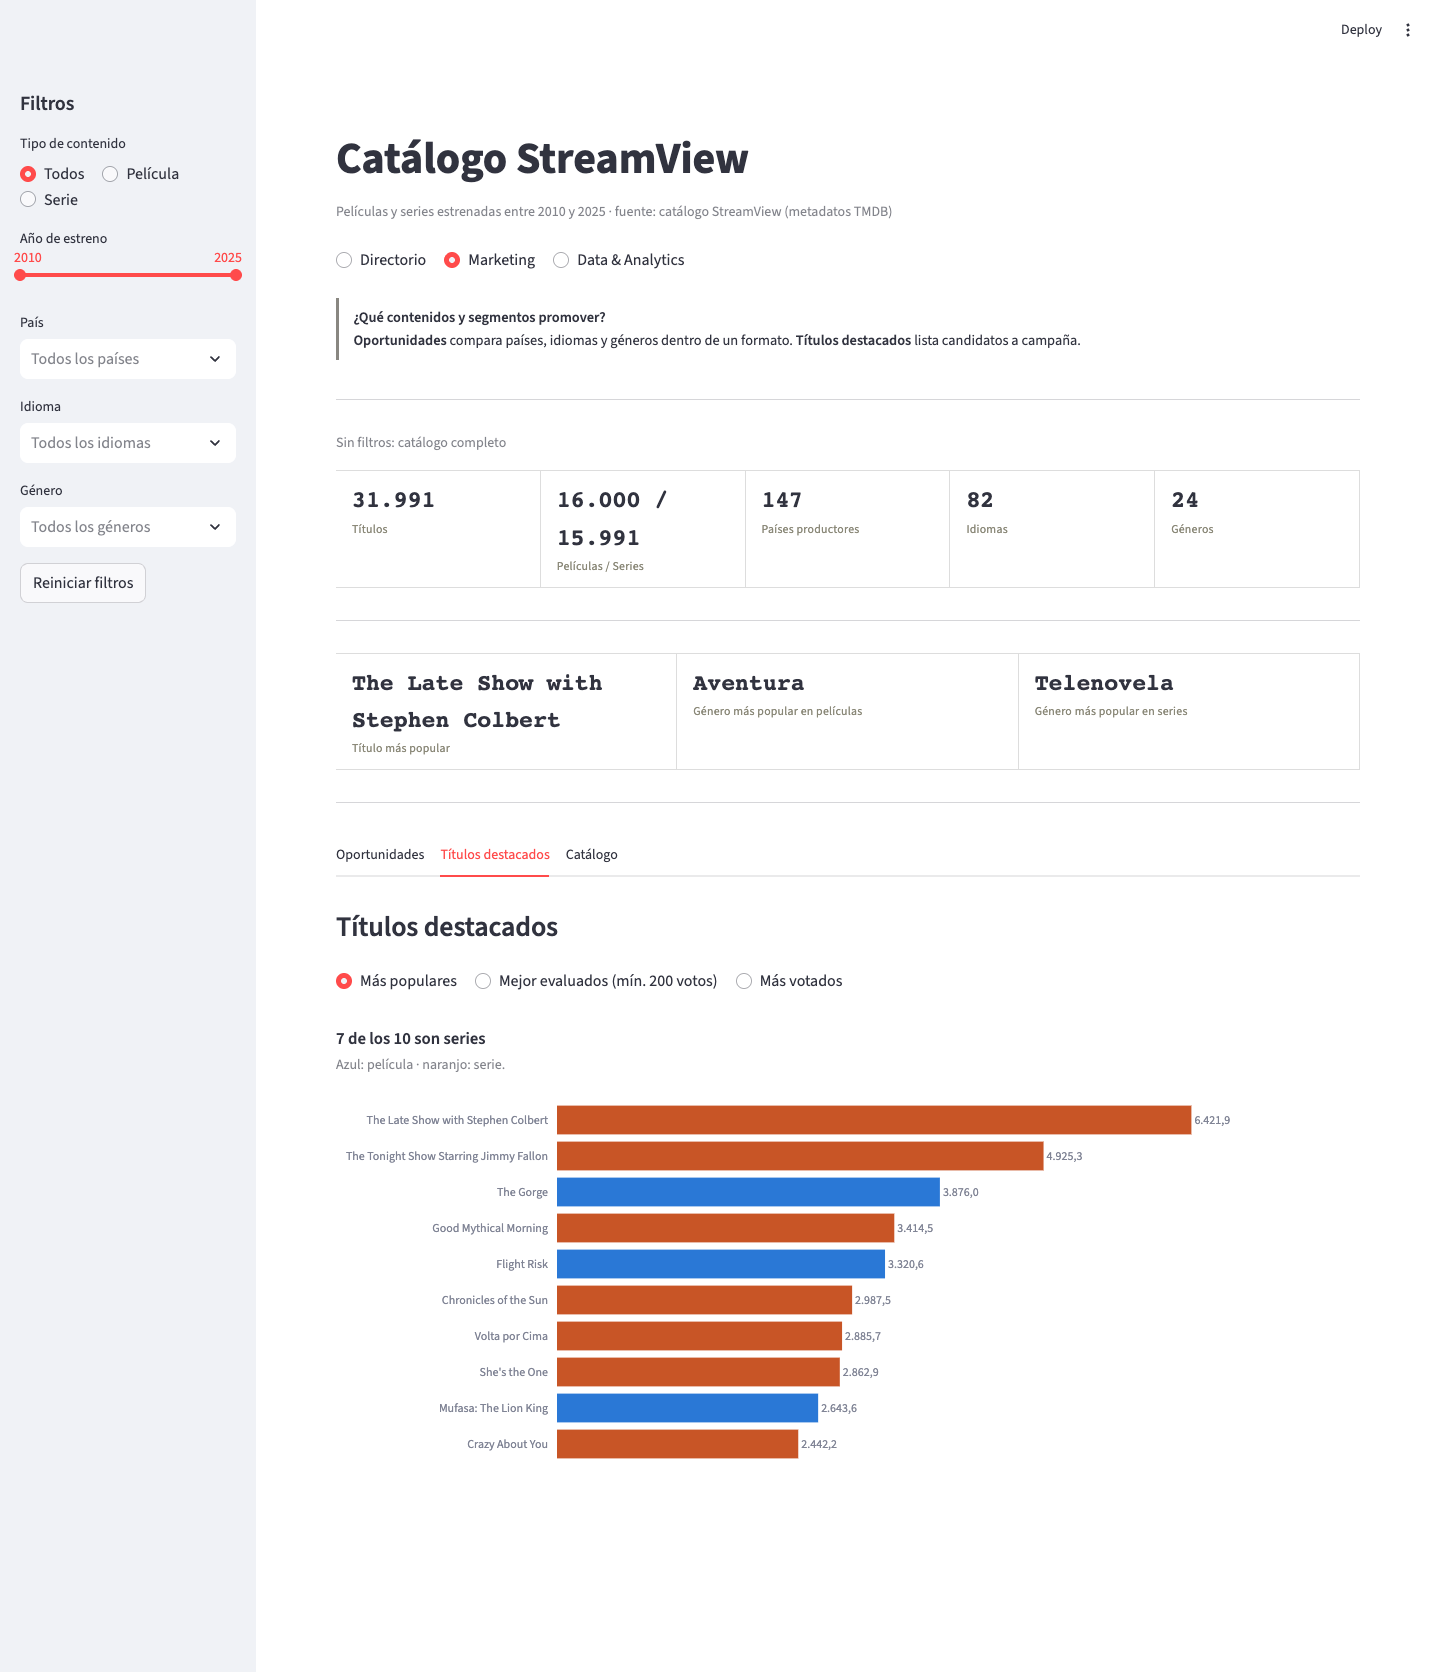 Deploy
Filtros
Tipo de contenido
Todos
Película
Serie
Año de estreno
2010
2025
País
Todos los países
Idioma
Todos los idiomas
Género
Todos los géneros
Reiniciar filtros
Catálogo StreamView
Películas y series estrenadas entre 2010 y 2025 · fuente: catálogo StreamView (metadatos TMDB)
Directorio
Marketing
Data & Analytics
¿Qué contenidos y segmentos promover?
Oportunidades compara países, idiomas y géneros dentro de un formato. Títulos destacados lista candidatos a campaña.
Sin filtros: catálogo completo
31.991
Títulos
16.000 /
15.991
Películas / Series
147
Países productores
82
Idiomas
24
Géneros
The Late Show with
Stephen Colbert
Título más popular
Aventura
Género más popular en películas
Telenovela
Género más popular en series
Oportunidades
Títulos destacados
Catálogo
Títulos destacados
Más populares
Mejor evaluados (mín. 200 votos)
Más votados
7 de los 10 son series
Azul: película · naranjo: serie.
The Late Show with Stephen Colbert 6.421,9
The Tonight Show Starring Jimmy Fallon 4.925,3
The Gorge 3.876,0
Good Mythical Morning 3.414,5
Flight Risk 3.320,6
Chronicles of the Sun 2.987,5
Volta por Cima 2.885,7
She's the One 2.862,9
Mufasa: The Lion King 2.643,6
Crazy About You 2.442,2